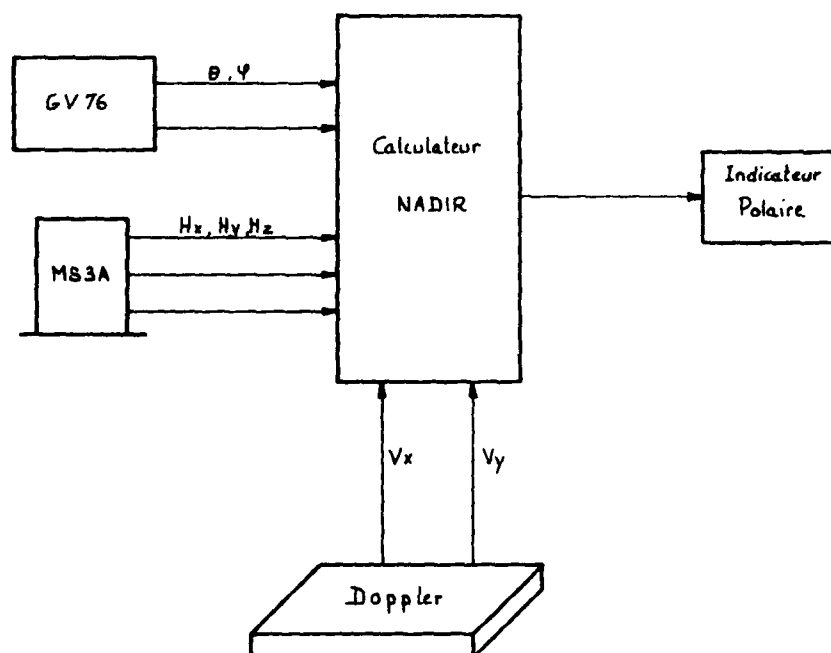 θ, φ
GV 76
Calculateur
NADIR
Indicateur
Polaire
Hx, Hy, Hz
MS3A
Vx
Vy
Doppler